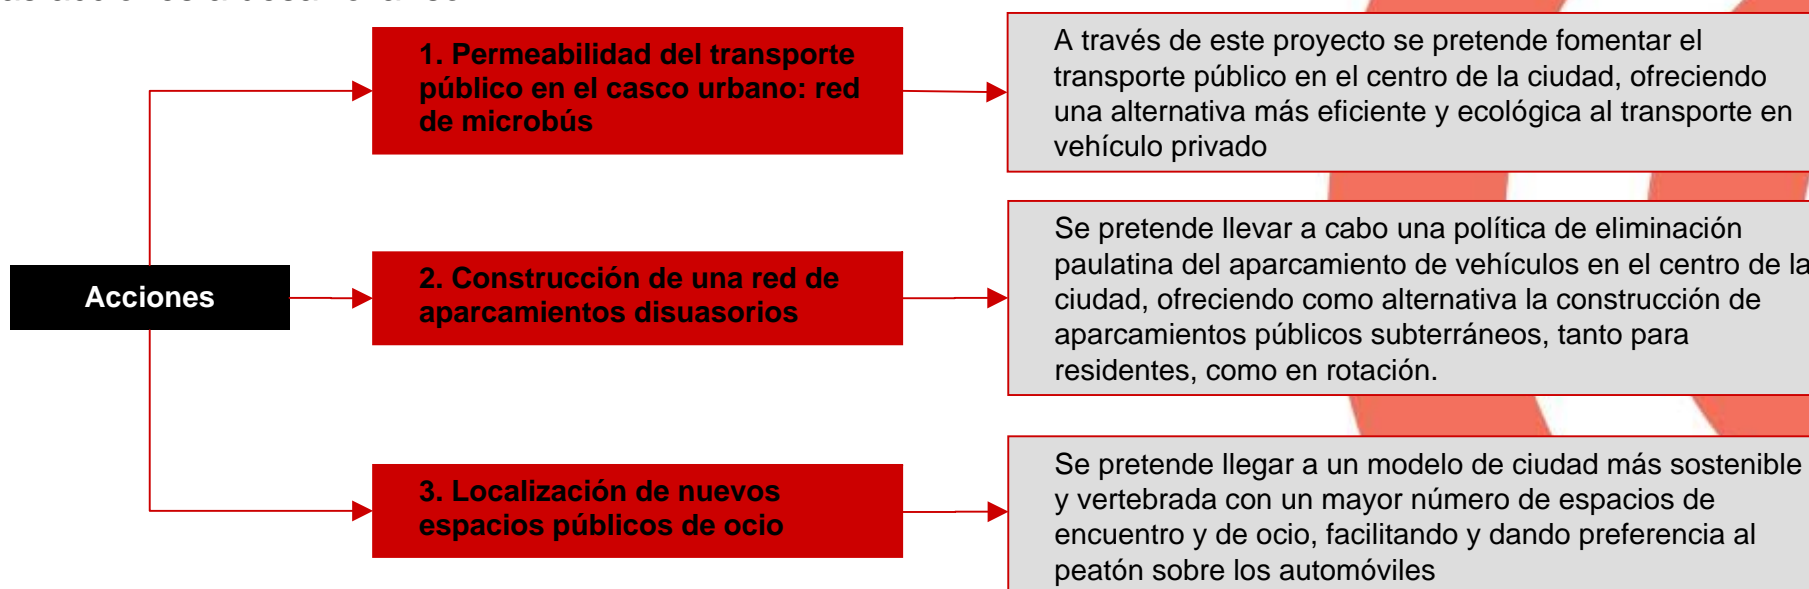 Acciones
1. Permeabilidad del transporte
público en el casco urbano: red
de microbús
A través de este proyecto se pretende fomentar el
transporte público en el centro de la ciudad, ofreciendo
una alternativa más eficiente y ecológica al transporte en
vehículo privado
2. Construcción de una red de
aparcamientos disuasorios
Se pretende llevar a cabo una política de eliminación
paulatina del aparcamiento de vehículos en el centro de la
ciudad, ofreciendo como alternativa la construcción de
aparcamientos públicos subterráneos, tanto para
residentes, como en rotación.
3. Localización de nuevos
espacios públicos de ocio
Se pretende llegar a un modelo de ciudad más sostenible
y vertebrada con un mayor número de espacios de
encuentro y de ocio, facilitando y dando preferencia al
peatón sobre los automóviles